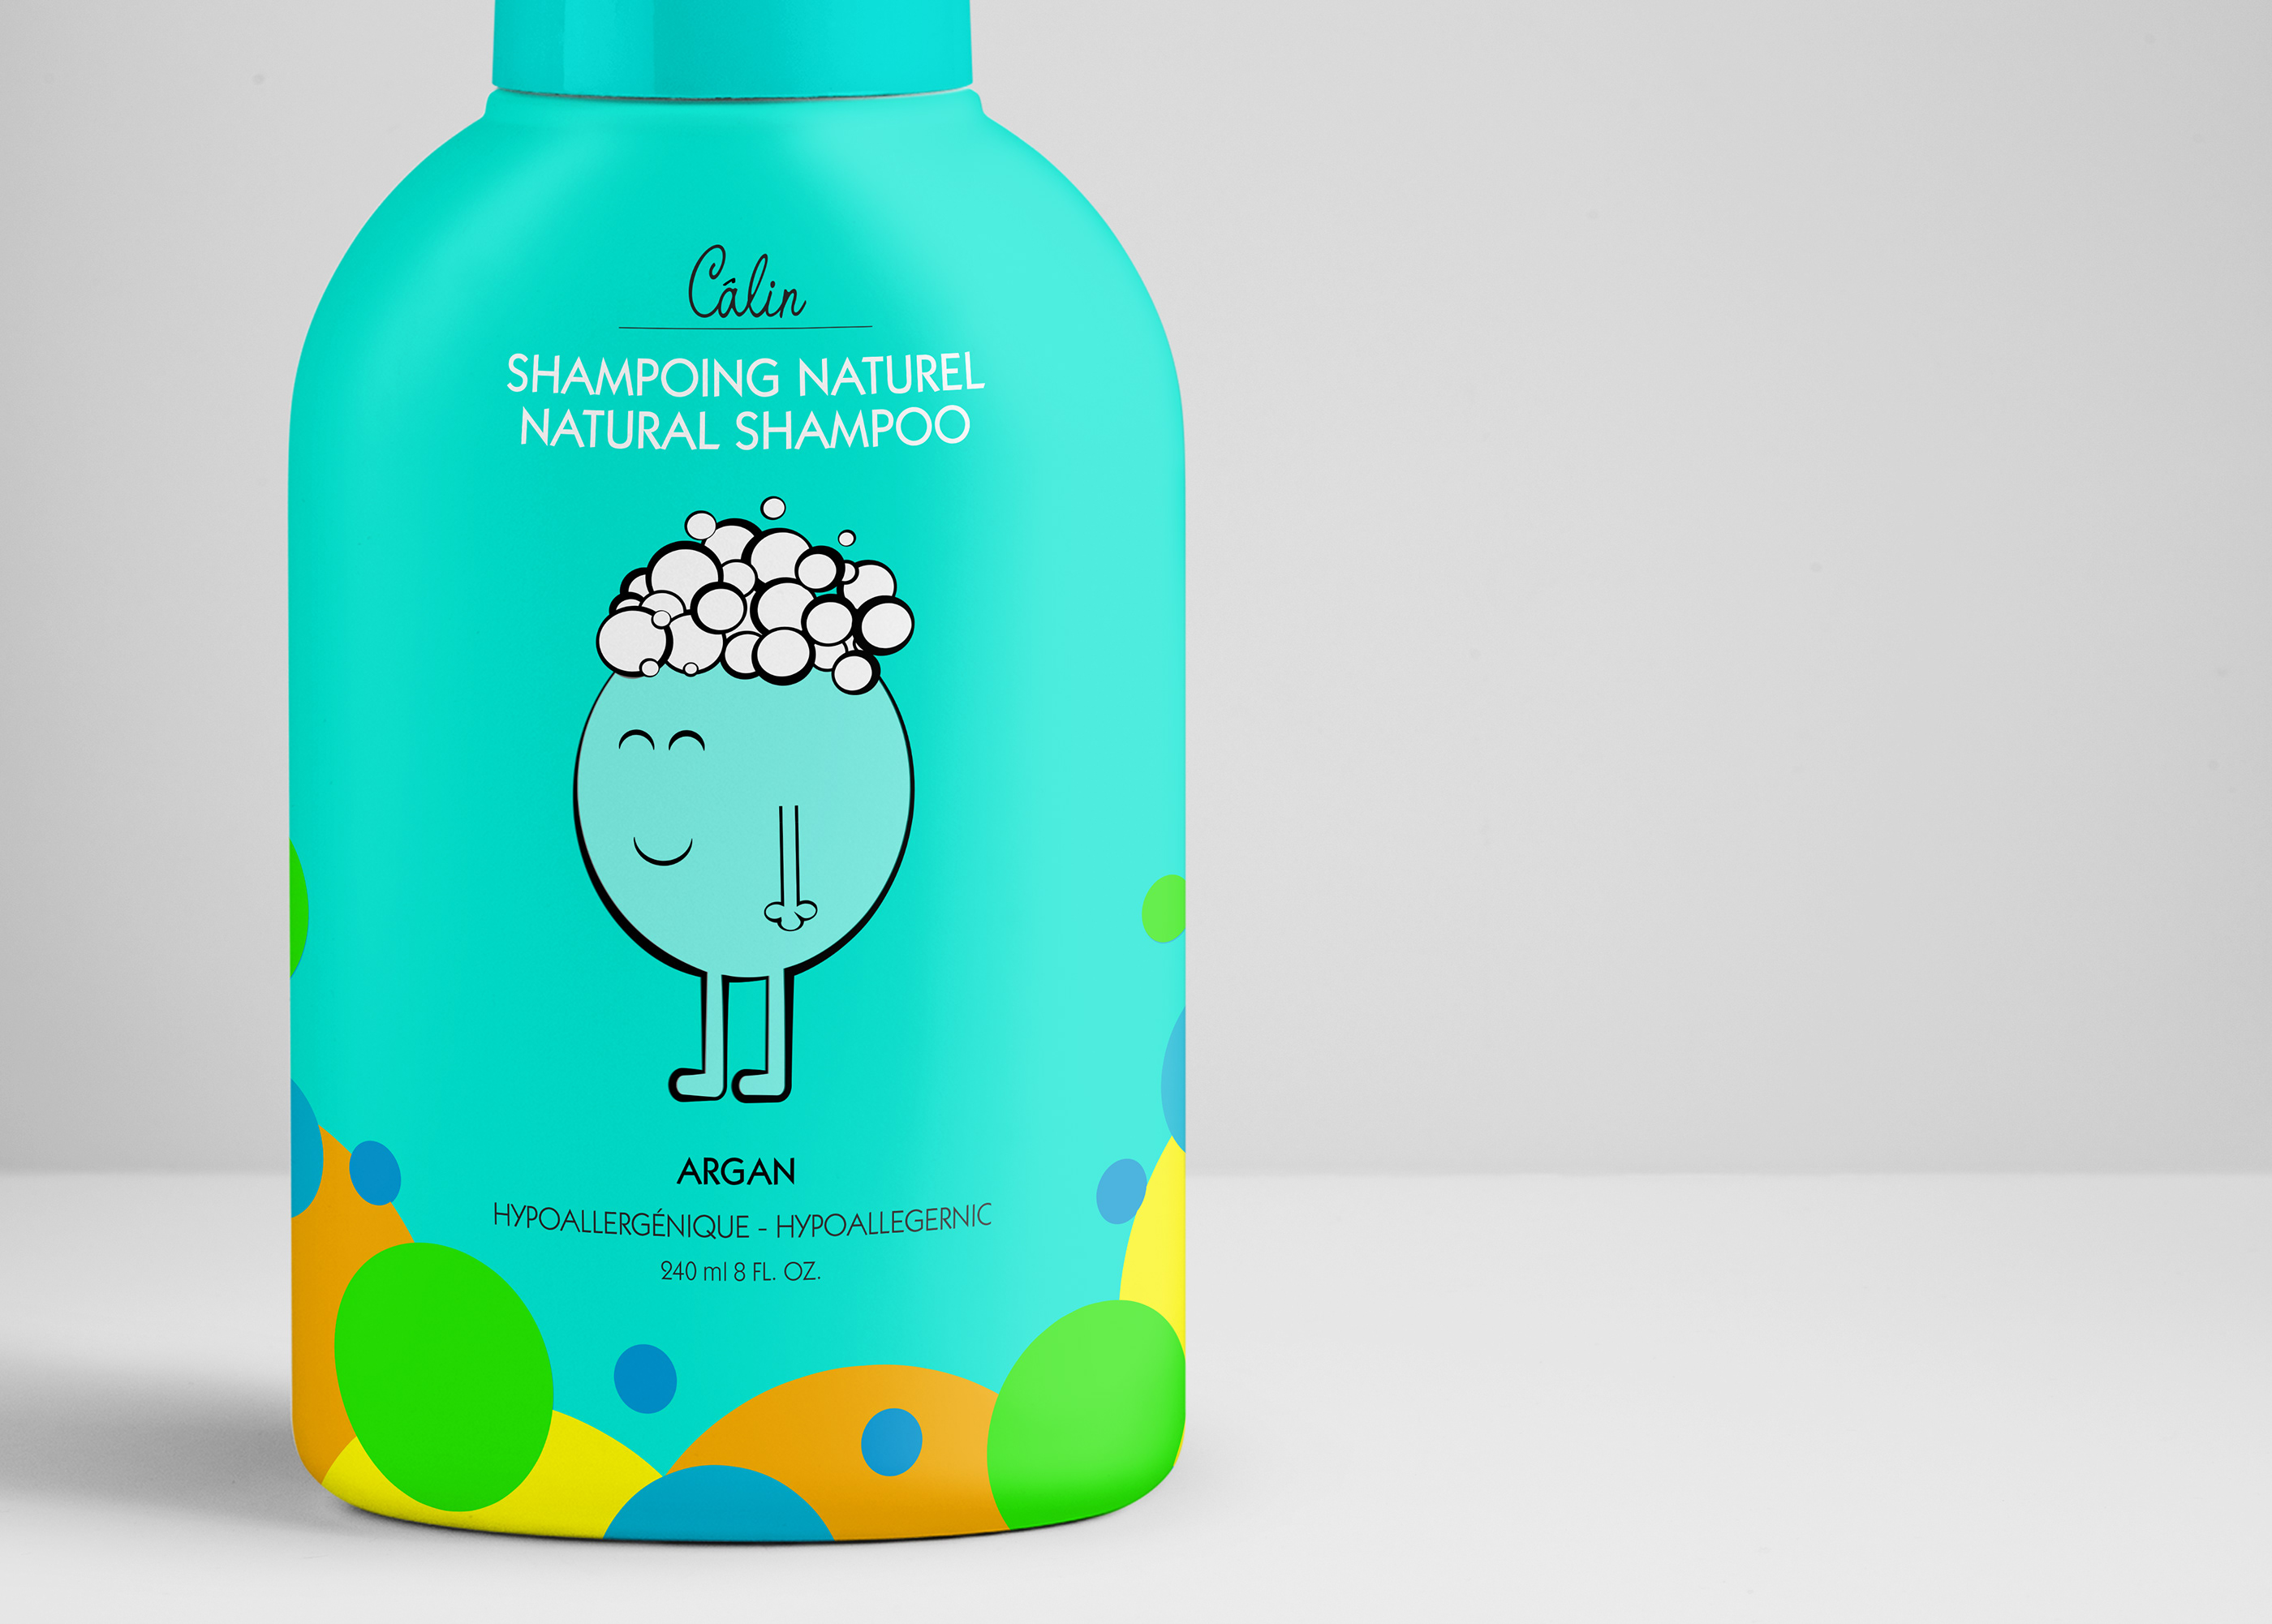 Câlin
SHAMPOING NATUREL
NATURAL SHAMPOO
ARGAN
HYPOALLERGÉNIQUE - HYPOALLEGERNIC
240 ml 8 FL. OZ.